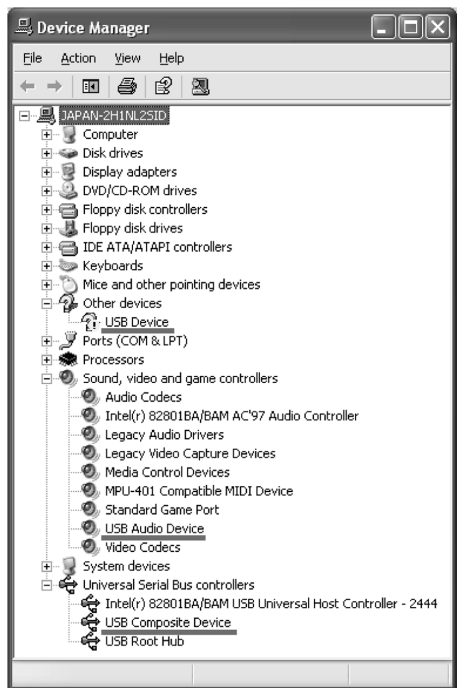 Device Manager
File Action View Help
JAPAN-2H1NL2SID
Computer
Disk drives
Display adapters
DVD/CD-ROM drives
Floppy disk controllers
Floppy disk drives
IDE ATA/ATAPI controllers
Keyboards
Mice and other pointing devices
Other devices
USB Device
Ports (COM & LPT)
Processors
Sound, video and game controllers
Audio Codecs
Intel(r) 82801BA/BAM AC'97 Audio Controller
Legacy Audio Drivers
Legacy Video Capture Devices
Media Control Devices
MPU-401 Compatible MIDI Device
Standard Game Port
USB Audio Device
Video Codecs
System devices
Universal Serial Bus controllers
Intel(r) 82801BA/BAM USB Universal Host Controller - 2444
USB Composite Device
USB Root Hub